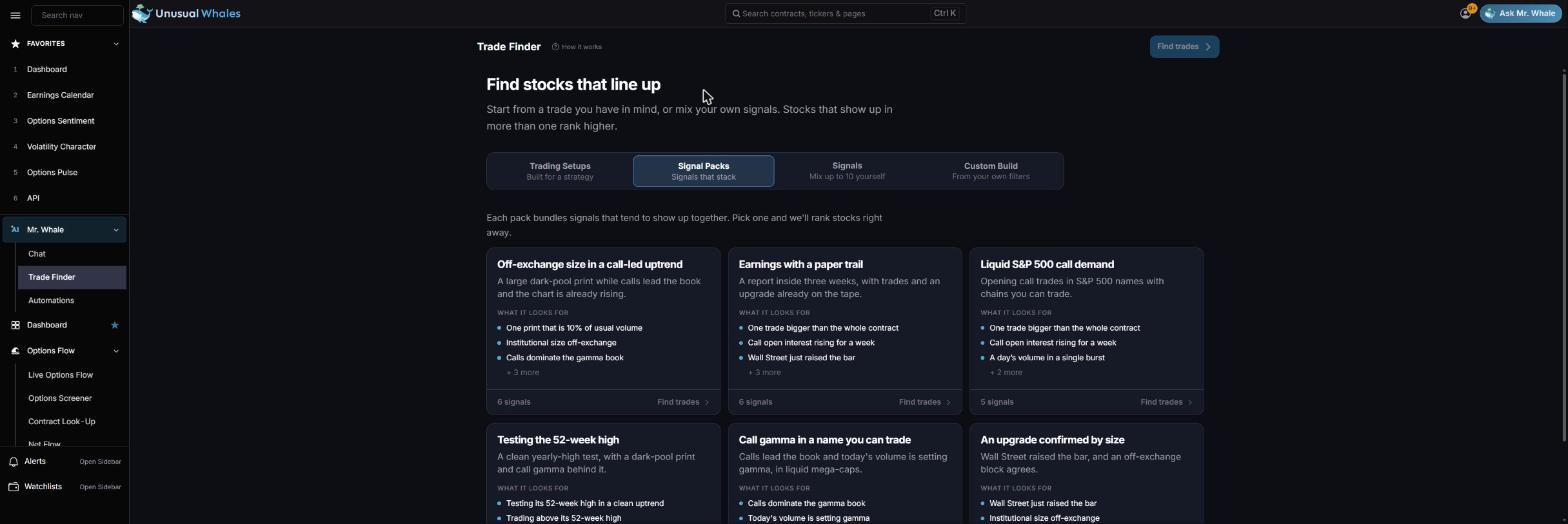 Search nav
Unusual Whales
Search contracts, tickers & pages
Ctrl K
9+
Ask Mr. Whale
FAVORITES
1 Dashboard
2 Earnings Calendar
3 Options Sentiment
4 Volatility Character
5 Options Pulse
6 API
AI Mr. Whale
Chat
Trade Finder
Automations
Dashboard
Options Flow
Live Options Flow
Options Screener
Contract Look-Up
Net Flow
Alerts Open Sidebar
Watchlists Open Sidebar
Trade Finder
How it works
Find trades
Find stocks that line up
Start from a trade you have in mind, or mix your own signals. Stocks that show up in
more than one rank higher.
Trading Setups
Built for a strategy
Signal Packs
Signals that stack
Signals
Mix up to 10 yourself
Custom Build
From your own filters
Each pack bundles signals that tend to show up together. Pick one and we'll rank stocks right
away.
Off-exchange size in a call-led uptrend
A large dark-pool print while calls lead the book
and the chart is already rising.
WHAT IT LOOKS FOR
One print that is 10% of usual volume
Institutional size off-exchange
Calls dominate the gamma book
+ 3 more
6 signals
Find trades
Earnings with a paper trail
A report inside three weeks, with trades and an
upgrade already on the tape.
WHAT IT LOOKS FOR
One trade bigger than the whole contract
Call open interest rising for a week
Wall Street just raised the bar
+ 3 more
6 signals
Find trades
Liquid S&P 500 call demand
Opening call trades in S&P 500 names with
chains you can trade.
WHAT IT LOOKS FOR
One trade bigger than the whole contract
Call open interest rising for a week
A day's volume in a single burst
+ 2 more
5 signals
Find trades
Testing the 52-week high
A clean yearly-high test, with a dark-pool print
and call gamma behind it.
WHAT IT LOOKS FOR
Testing its 52-week high in a clean uptrend
Trading above its 52-week high
Call gamma in a name you can trade
Calls lead the book and today's volume is setting
gamma, in liquid mega-caps.
WHAT IT LOOKS FOR
Calls dominate the gamma book
Today's volume is setting gamma
An upgrade confirmed by size
Wall Street raised the bar, and an off-exchange
block agrees.
WHAT IT LOOKS FOR
Wall Street just raised the bar
Institutional size off-exchange